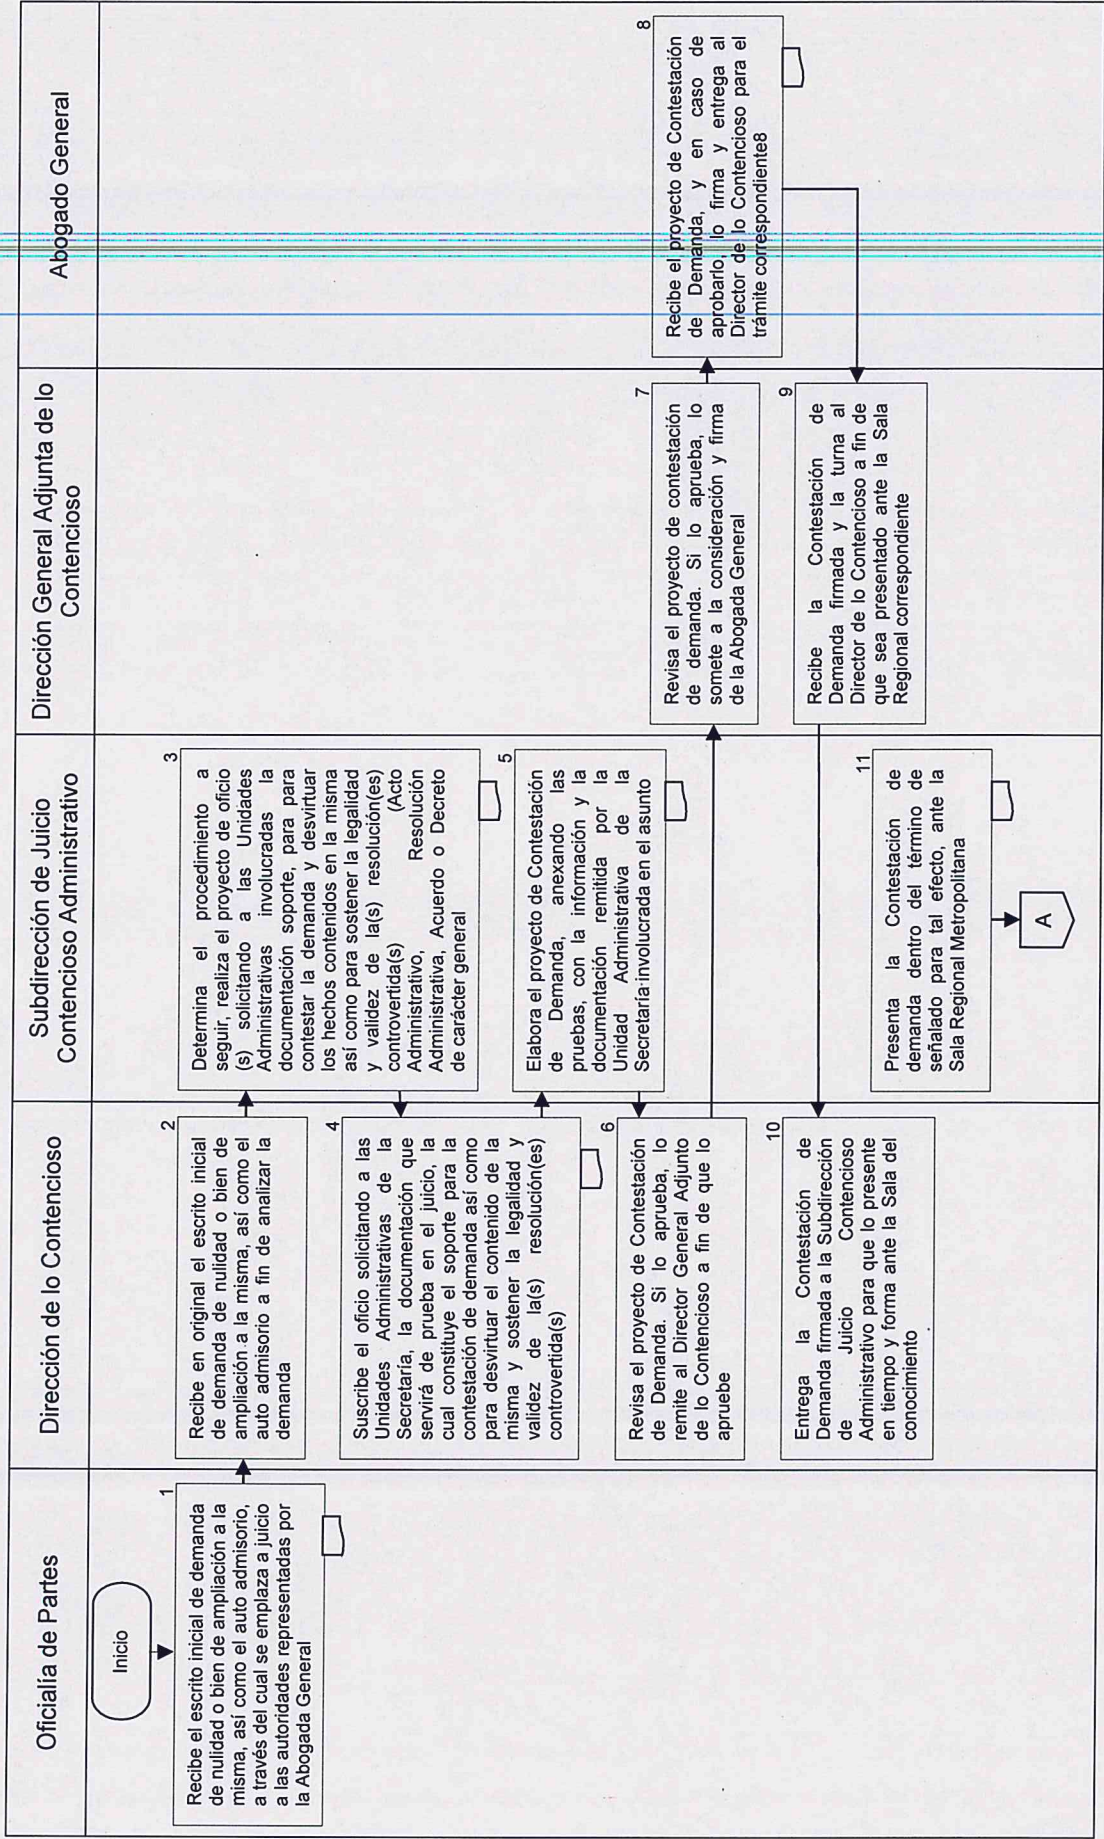 Oficialía de Partes
Dirección de lo Contencioso
Subdirección de Juicio
Contencioso Administrativo
Dirección General Adjunta de lo
Contencioso
Abogado General
Inicio
1
Recibe el escrito inicial de demanda
de nulidad o bien de ampliación a la
misma, así como el auto admisorio,
a través del cual se emplaza a juicio
a las autoridades representadas por
la Abogada General
2
Recibe en original el escrito inicial
de demanda de nulidad o bien de
ampliación a la misma, así como el
auto admisorio a fin de analizar la
demanda
3
Determina el procedimiento a
seguir, realiza el proyecto de oficio
(s) solicitando a las Unidades
Administrativas involucradas la
documentación soporte, para para
contestar la demanda y desvirtuar
los hechos contenidos en la misma
así como para sostener la legalidad
y validez de la(s) resolución(es)
controvertida(s) (Acto
Administrativo, Resolución
Administrativa, Acuerdo o Decreto
de carácter general
4
Suscribe el oficio solicitando a las
Unidades Administrativas de la
Secretaría, la documentación que
servirá de prueba en el juicio, la
cual constituye el soporte para la
contestación de demanda así como
para desvirtuar el contenido de la
misma y sostener la legalidad y
validez de la(s) resolución(es)
controvertida(s)
5
Elabora el proyecto de Contestación
de Demanda, anexando las
pruebas, con la información y la
documentación remitida por la
Unidad Administrativa de la
Secretaría involucrada en el asunto
6
Revisa el proyecto de Contestación
de Demanda. Si lo aprueba, lo
remite al Director General Adjunto
de lo Contencioso a fin de que lo
apruebe
7
Revisa el proyecto de contestación
de demanda. Si lo aprueba, lo
somete a la consideración y firma
de la Abogada General
8
Recibe el proyecto de Contestación
de Demanda, y en caso de
aprobarlo, lo firma y entrega al
Director de lo Contencioso para el
trámite correspondiente8
9
Recibe la Contestación de
Demanda firmada y la turna al
Director de lo Contencioso a fin de
que sea presentado ante la Sala
Regional correspondiente
10
Entrega la Contestación de
Demanda firmada a la Subdirección
de Juicio Contencioso
Administrativo para que lo presente
en tiempo y forma ante la Sala del
conocimiento
11
Presenta la Contestación de
demanda dentro del término de
señalado para tal efecto, ante la
Sala Regional Metropolitana
A